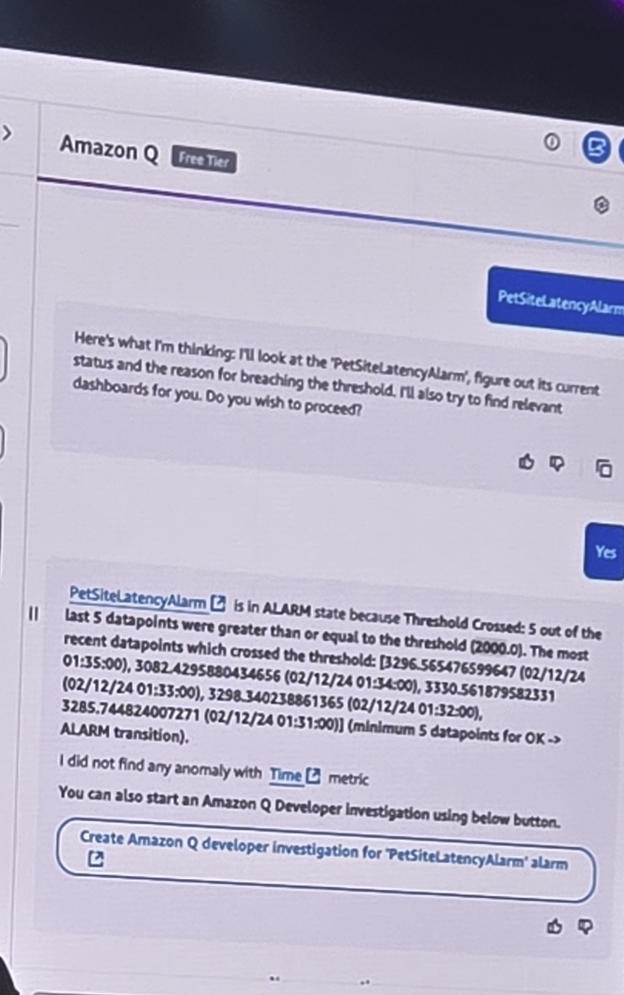 Amazon Q Free Tier
PetSiteLatencyAlarm
Here's what I'm thinking: I'll look at the 'PetSiteLatencyAlarm', figure out its current
status and the reason for breaching the threshold. I'll also try to find relevant
dashboards for you. Do you wish to proceed?
Yes
PetSiteLatencyAlarm is in ALARM state because Threshold Crossed: 5 out of the
last 5 datapoints were greater than or equal to the threshold (2000.0). The most
recent datapoints which crossed the threshold: [3296.565476599647 (02/12/24
01:35:00), 3082.4295880434656 (02/12/24 01:34:00), 3330.561879582331
(02/12/24 01:33:00), 3298.340238861365 (02/12/24 01:32:00),
3285.744824007271 (02/12/24 01:31:00)] (minimum 5 datapoints for OK ->
ALARM transition).
I did not find any anomaly with Time metric
You can also start an Amazon Q Developer Investigation using below button.
Create Amazon Q developer investigation for 'PetSiteLatencyAlarm' alarm